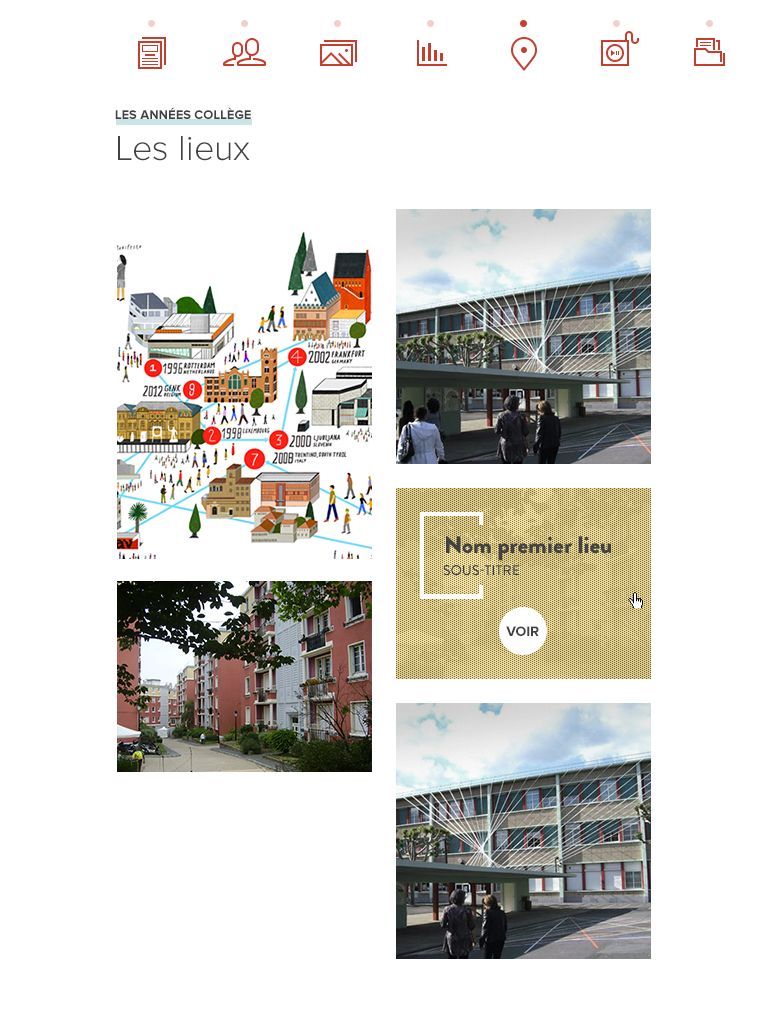 LES ANNÉES COLLÈGE
Les lieux
1 1996 ROTTERDAM
NETHERLANDS
4 2002 FRANKFURT
GERMANY
2012 GENK 9
BELGIUM
2 1998 LUXEMBOURG
3 2000 LJUBLJANA
SLOVENIA
7 2008 TRENTINO, SOUTH TYROL
ITALY
Nom premier lieu
SOUS-TITRE
VOIR